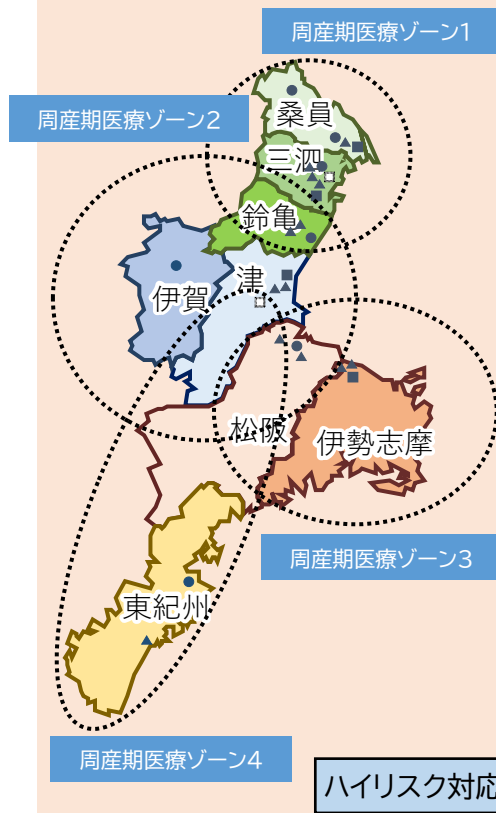 周産期医療ゾーン1
周産期医療ゾーン2
桑員
三泗
鈴亀
津
伊賀
松阪
伊勢志摩
周産期医療ゾーン3
東紀州
周産期医療ゾーン4
ハイリスク対応